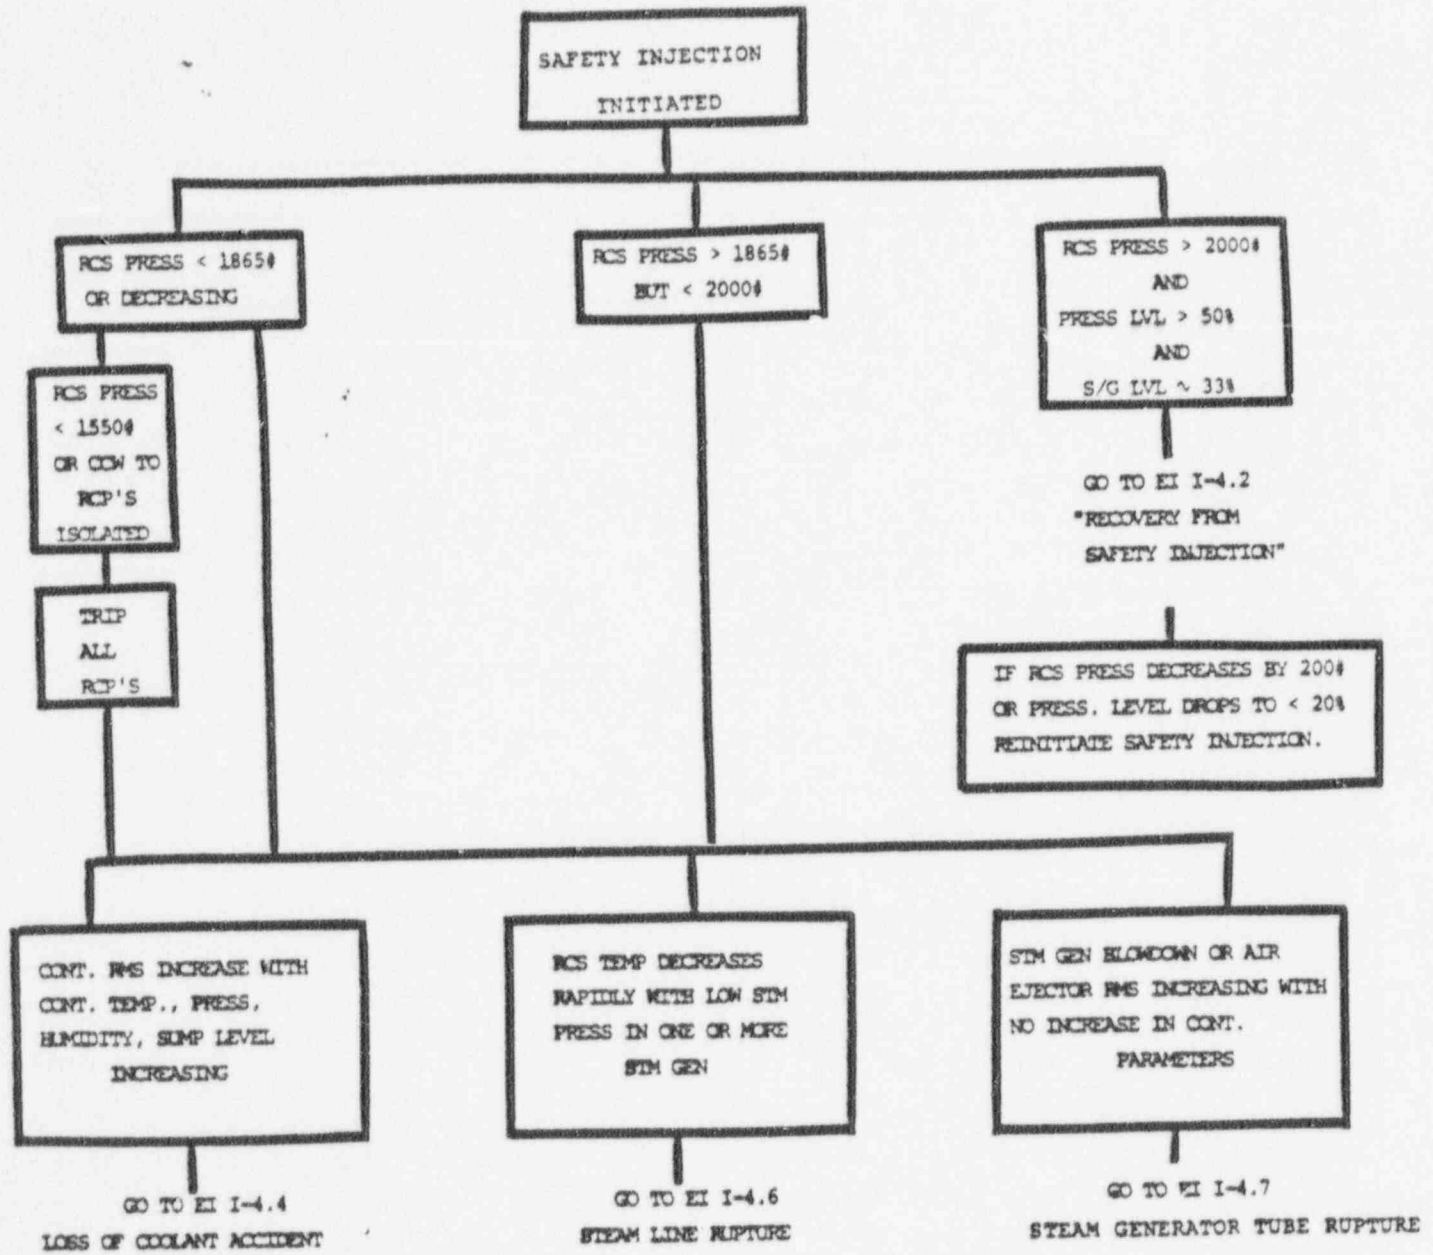 SAFETY INJECTION
INITIATED
RCS PRESS < 1865#
OR DECREASING
RCS PRESS > 1865#
BUT < 2000#
RCS PRESS > 2000#
AND
PRESS LVL > 50%
AND
S/G LVL ~ 33%
RCS PRESS
< 1550#
OR CCW TO
RCP'S
ISOLATED
TRIP
ALL
RCP'S
GO TO EI I-4.2
"RECOVERY FROM
SAFETY INJECTION"
IF RCS PRESS DECREASES BY 200#
OR PRESS. LEVEL DROPS TO < 20%
REINITIATE SAFETY INJECTION.
CONT. RMS INCREASE WITH
CONT. TEMP., PRESS,
HUMIDITY, SUMP LEVEL
INCREASING
GO TO EI I-4.4
LOSS OF COOLANT ACCIDENT
RCS TEMP DECREASES
RAPIDLY WITH LOW STM
PRESS IN ONE OR MORE
STM GEN
GO TO EI I-4.6
STEAM LINE RUPTURE
STM GEN BLOWDOWN OR AIR
EJECTOR RMS INCREASING WITH
NO INCREASE IN CONT.
PARAMETERS
GO TO EI I-4.7
STEAM GENERATOR TUBE RUPTURE